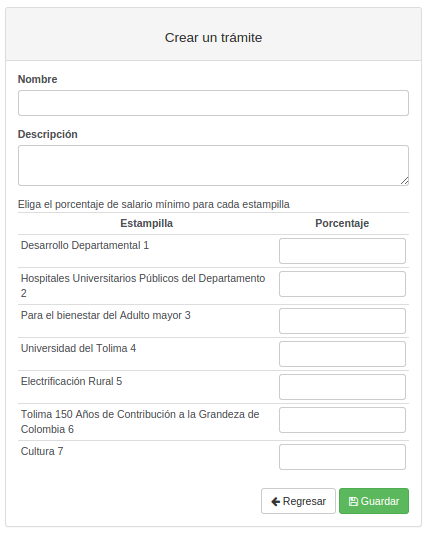 Crear un trámite
Nombre
Descripción
Eliga el porcentaje de salario mínimo para cada estampilla
Estampilla Porcentaje
Desarrollo Departamental 1
Hospitales Universitarios Públicos del Departamento
2
Para el bienestar del Adulto mayor 3
Universidad del Tolima 4
Electrificación Rural 5
Tolima 150 Años de Contribución a la Grandeza de
Colombia 6
Cultura 7
Regresar Guardar